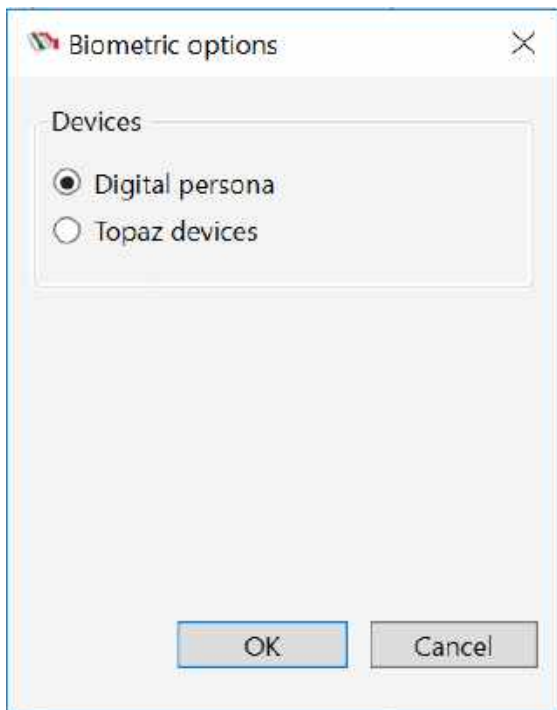 Biometric options
Devices
Digital persona
Topaz devices
OK Cancel